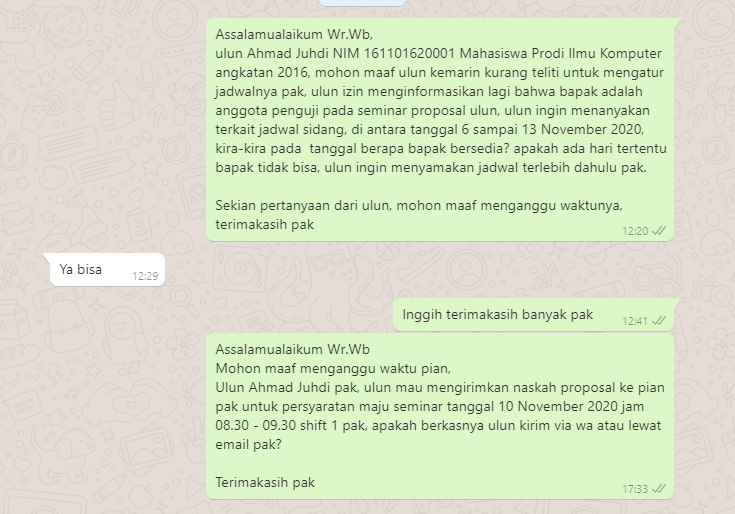 Assalamualaikum Wr.Wb,
ulun Ahmad Juhdi NIM 161101620001 Mahasiswa Prodi Ilmu Komputer
angkatan 2016, mohon maaf ulun kemarin kurang teliti untuk mengatur
jadwalnya pak, ulun izin menginformasikan lagi bahwa bapak adalah
anggota penguji pada seminar proposal ulun, ulun ingin menanyakan
terkait jadwal sidang, di antara tanggal 6 sampai 13 November 2020,
kira-kira pada  tanggal berapa bapak bersedia? apakah ada hari tertentu
bapak tidak bisa, ulun ingin menyamakan jadwal terlebih dahulu pak.
Sekian pertanyaan dari ulun, mohon maaf menganggu waktunya,
terimakasih pak
12:20
Ya bisa
12:29
Inggih terimakasih banyak pak
12:41
Assalamualaikum Wr.Wb
Mohon maaf menganggu waktu pian,
Ulun Ahmad Juhdi pak, ulun mau mengirimkan naskah proposal ke pian
pak untuk persyaratan maju seminar tanggal 10 November 2020 jam
08.30 - 09.30 shift 1 pak, apakah berkasnya ulun kirim via wa atau lewat
email pak?
Terimakasih pak
17:33